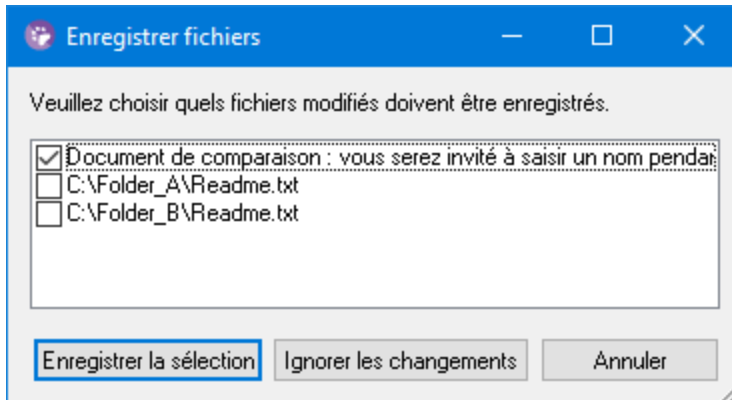 Enregistrer fichiers
Veuillez choisir quels fichiers modifiés doivent être enregistrés.
Document de comparaison : vous serez invité à saisir un nom
C:\Folder_A\Readme.txt
C:\Folder_B\Readme.txt
Enregistrer la sélection Ignorer les changements Annuler